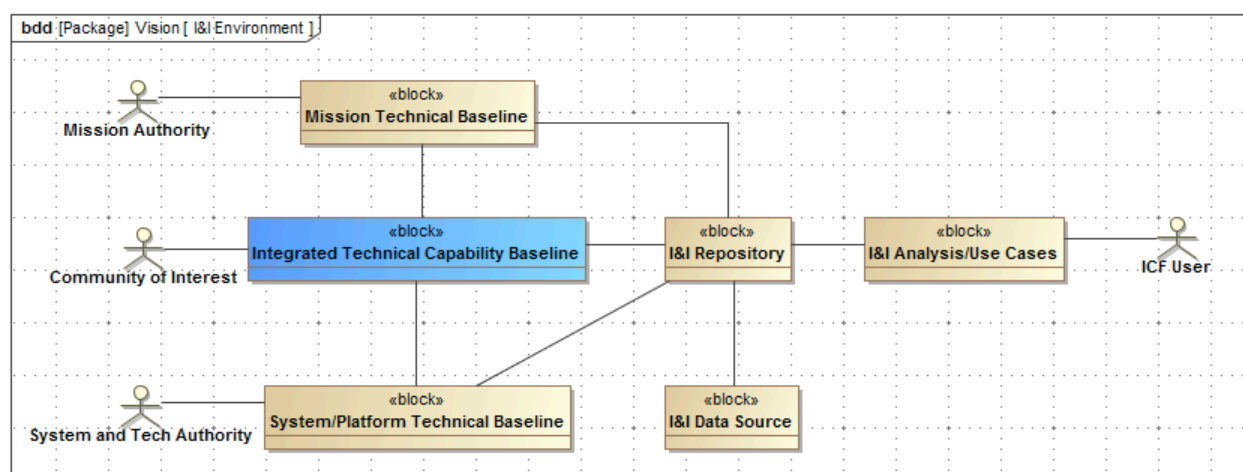 bdd [Package] Vision [ I&I Environment ]
«block»
Mission Technical Baseline
Mission Authority
«block»
Integrated Technical Capability Baseline
Community of Interest
«block»
I&I Repository
«block»
I&I Analysis/Use Cases
ICF User
«block»
System/Platform Technical Baseline
System and Tech Authority
«block»
I&I Data Source